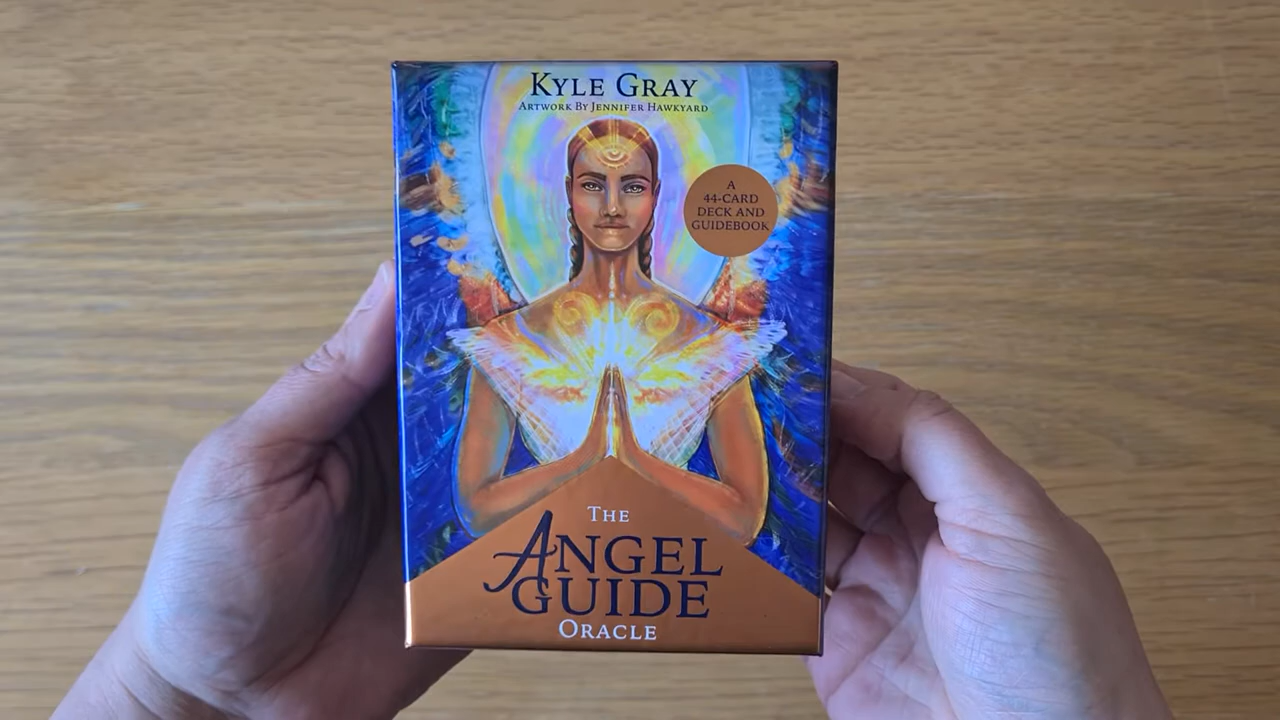 Kyle Gray
Artwork By Jennifer Hawkyard
A
44-CARD
DECK AND
GUIDEBOOK
The
Angel
Guide
Oracle